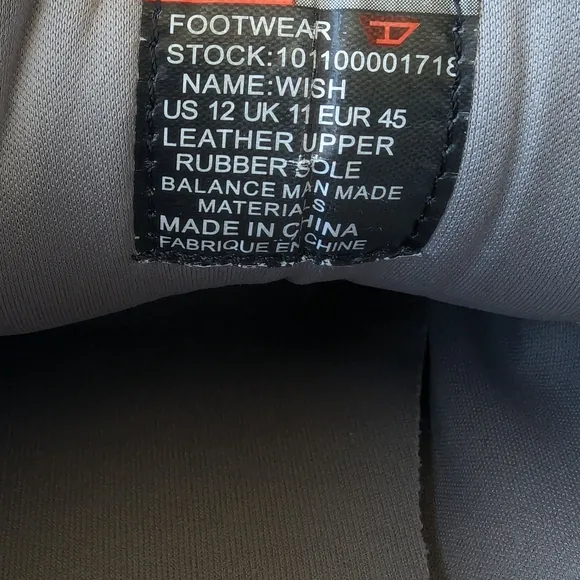 FOOTWEAR
STOCK:101100001718
NAME:WISH
US 12 UK 11 EUR 45
LEATHER UPPER
RUBBER SOLE
BALANCE MAN MADE
MATERIALS
MADE IN CHINA
FABRIQUE EN CHINE